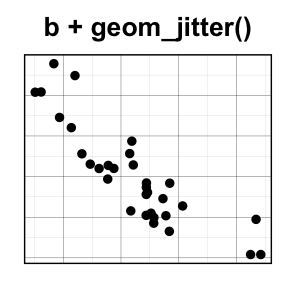 b + geom_jitter()